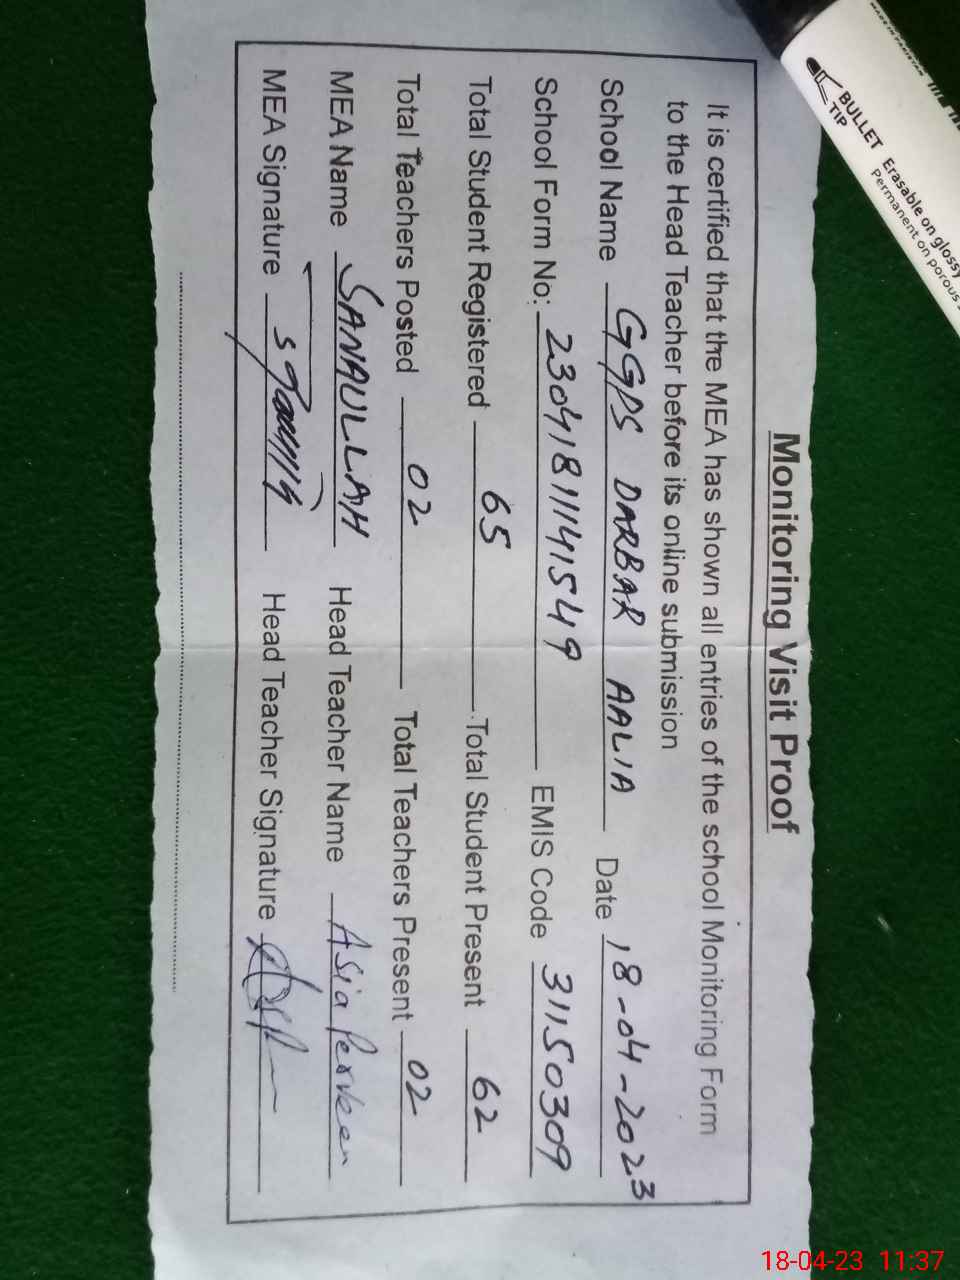 Monitoring Visit Proof
It is certified that the MEA has shown all entries of the school Monitoring Form
to the Head Teacher before its online submission
School Name GGPS DARBAR AALIA Date 18-04-2023
School Form No: 23041811141549 EMIS Code 31150309
Total Student Registered 65 Total Student Present 62
Total Teachers Posted 02 Total Teachers Present 02
MEA Name SANAULLAH Head Teacher Name Asia Perveen
MEA Signature Head Teacher Signature
BULLET
TIP
Erasable on glossy
Permanent on porous
MADE IN PAKISTAN
18-04-23 11:37